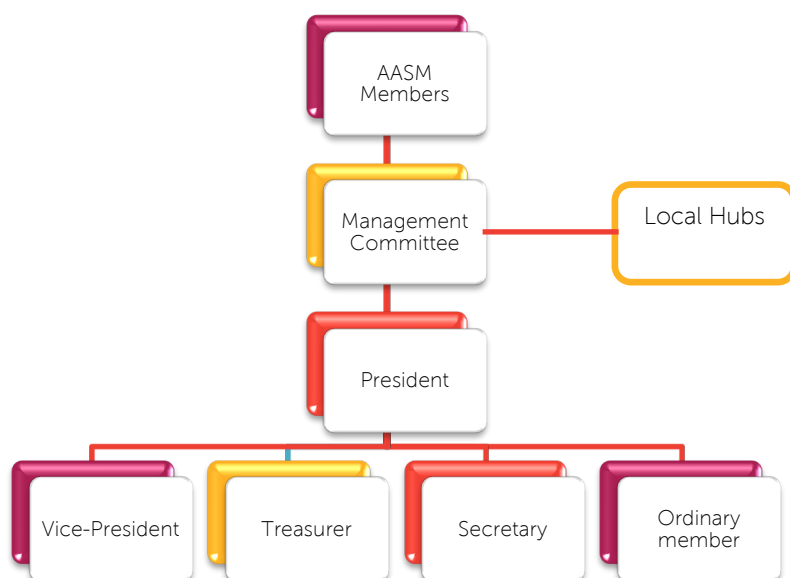 AASM
Members
Management
Committee
Local Hubs
President
Vice-President
Treasurer
Secretary
Ordinary
member